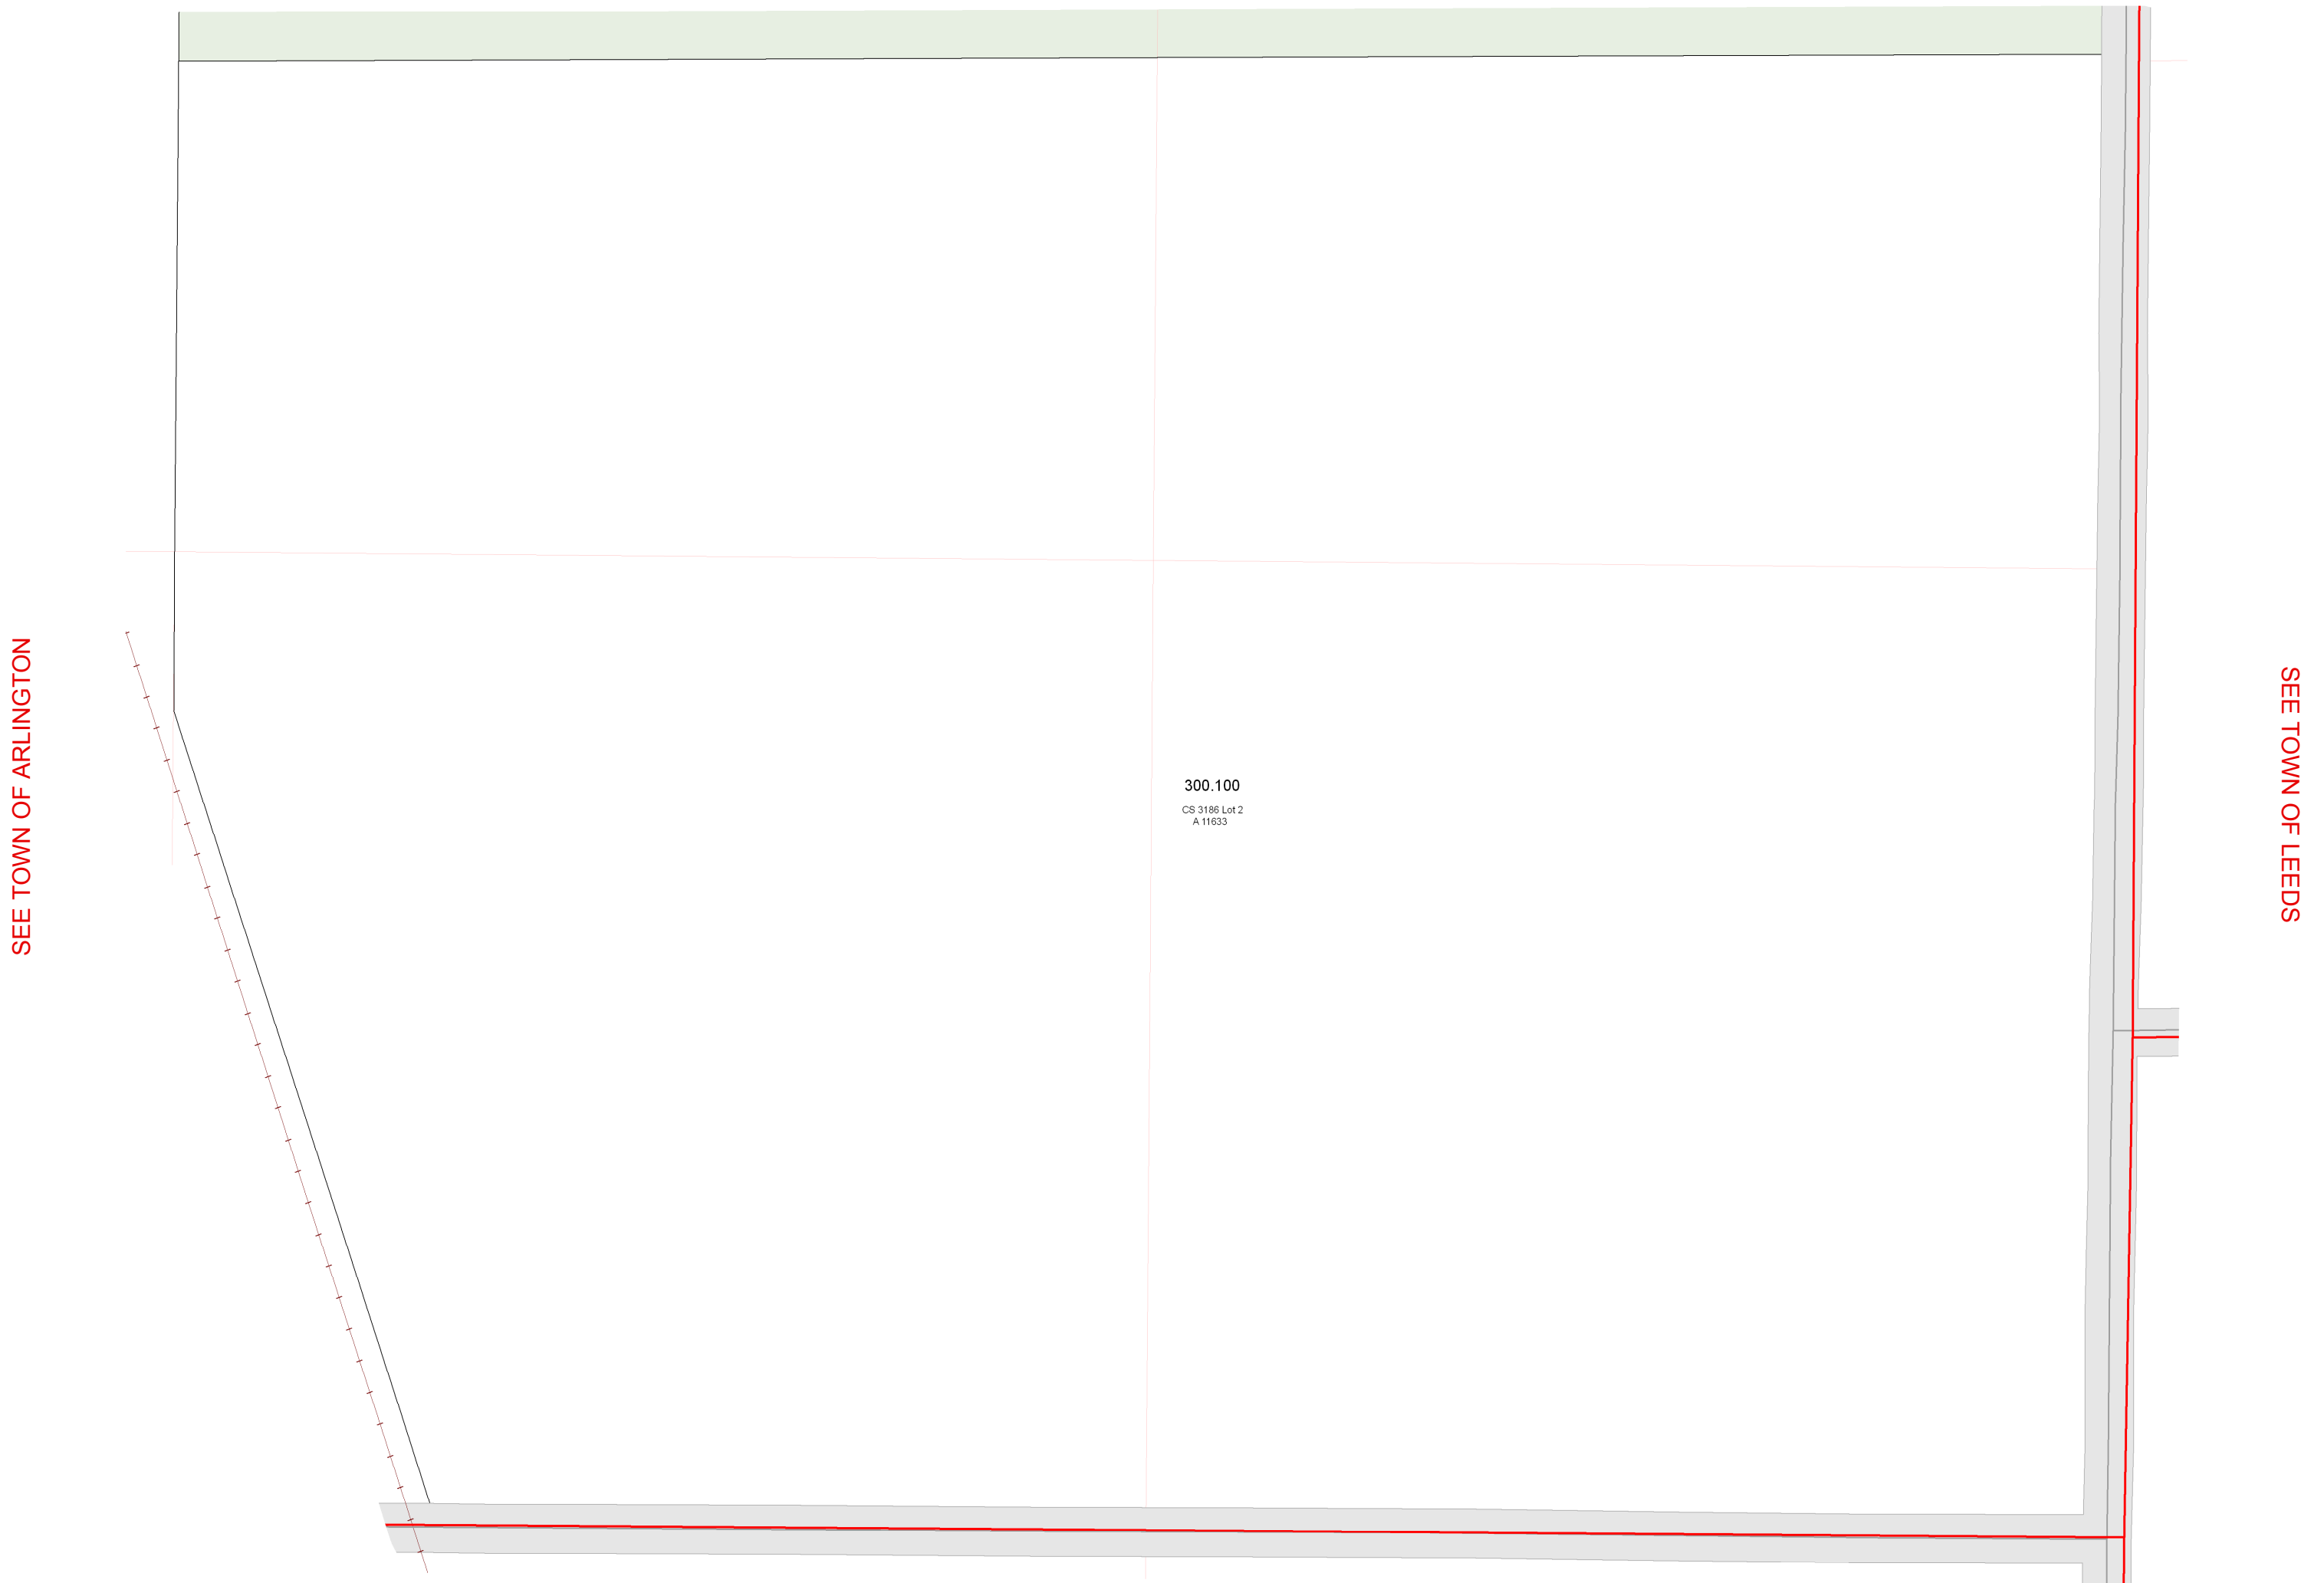 SEE TOWN OF ARLINGTON
300.100
CS 3186 Lot 2
A 11633
SEE TOWN OF LEEDS